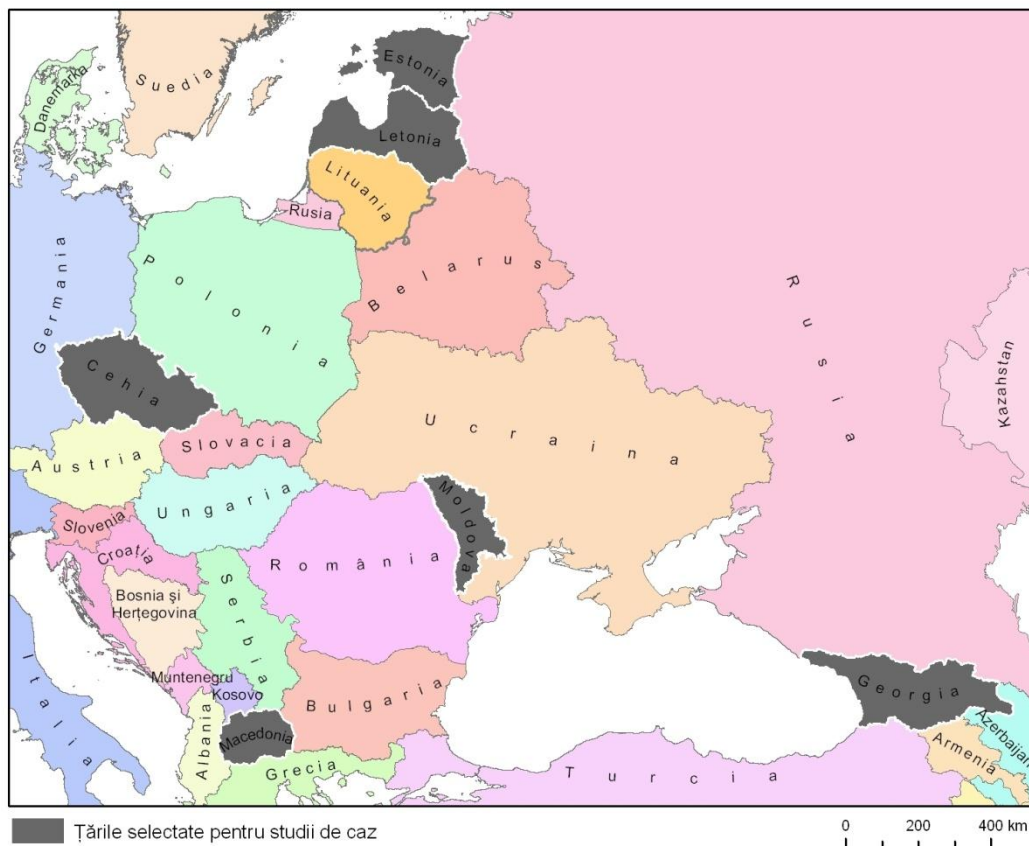 Suedia
Danemarka
Estonia
Letonia
Lituania
Rusia
Belarus
Germania
Polonia
Rusia
Kazahstan
Cehia
Ucraina
Slovacia
Austria
Ungaria
Moldova
Slovenia
Croația
România
Bosnia şi
Herțegovina
Serbia
Muntenegru
Kosovo
Italia
Bulgaria
Georgia
Azerbaijan
Armenia
Macedonia
Albania
Grecia
Turcia
Țările selectate pentru studii de caz
0 200 400 km